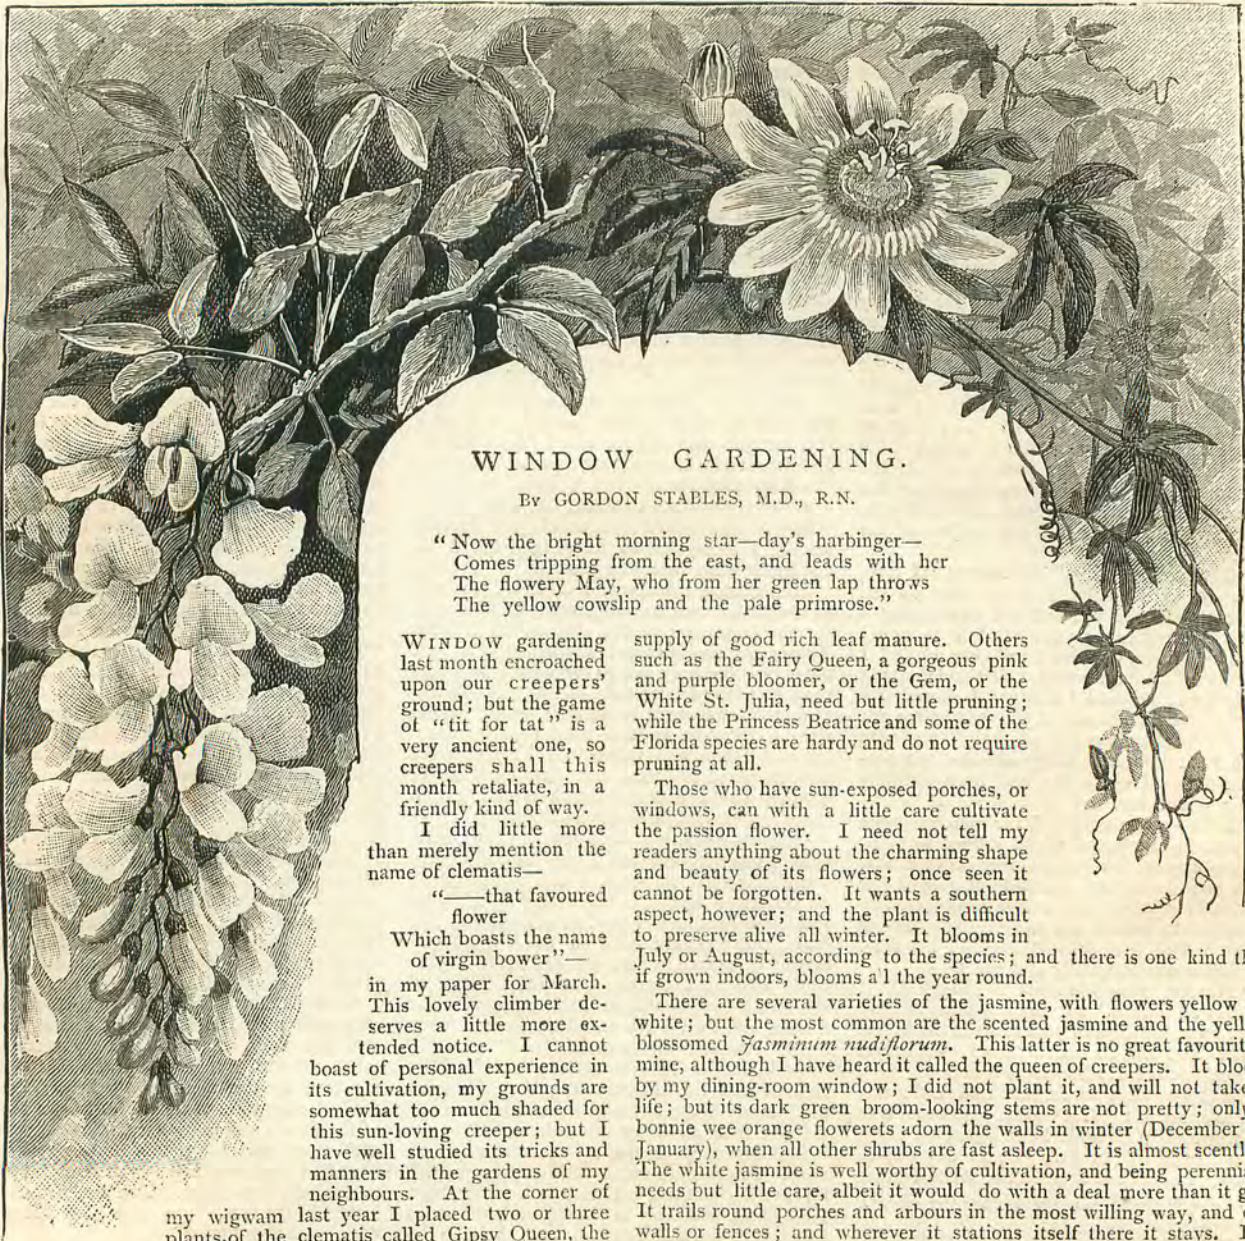 WINDOW GARDENING.
BY GORDON STABLES, M.D., R.N.
"Now the bright morning star—day's harbinger—
Comes tripping from the east, and leads with her
The flowery May, who from her green lap throws
The yellow cowslip and the pale primrose."
WINDOW gardening
last month encroached
upon our creepers'
ground; but the game
of "tit for tat" is a
very ancient one, so
creepers shall this
month retaliate, in a
friendly kind of way.
I did little more
than merely mention the
name of clematis—
"——that favoured
flower
Which boasts the name
of virgin bower"—
in my paper for March.
This lovely climber de-
serves a little more ex-
tended notice. I cannot
boast of personal experience in
its cultivation, my grounds are
somewhat too much shaded for
this sun-loving creeper; but I
have well studied its tricks and
manners in the gardens of my
neighbours. At the corner of
my wigwam last year I placed two or three
plants of the clematis called Gipsy Queen, the
supply of good rich leaf manure. Others
such as the Fairy Queen, a gorgeous pink
and purple bloomer, or the Gem, or the
White St. Julia, need but little pruning;
while the Princess Beatrice and some of the
Florida species are hardy and do not require
pruning at all.
Those who have sun-exposed porches, or
windows, can with a little care cultivate
the passion flower. I need not tell my
readers anything about the charming shape
and beauty of its flowers; once seen it
cannot be forgotten. It wants a southern
aspect, however; and the plant is difficult
to preserve alive all winter. It blooms in
July or August, according to the species; and there is one kind
if grown indoors, blooms a l the year round.
There are several varieties of the jasmine, with flowers yellow
white; but the most common are the scented jasmine and the yell
blossomed Jasminum nudiflorum. This latter is no great favourit
mine, although I have heard it called the queen of creepers. It blo
by my dining-room window; I did not plant it, and will not take
life; but its dark green broom-looking stems are not pretty; only
bonnie wee orange flowerets adorn the walls in winter (December
January), when all other shrubs are fast asleep. It is almost scentl
The white jasmine is well worthy of cultivation, and being perennia
needs but little care, albeit it would do with a deal more than it g
It trails round porches and arbours in the most willing way, and
walls or fences; and wherever it stations itself there it stays.